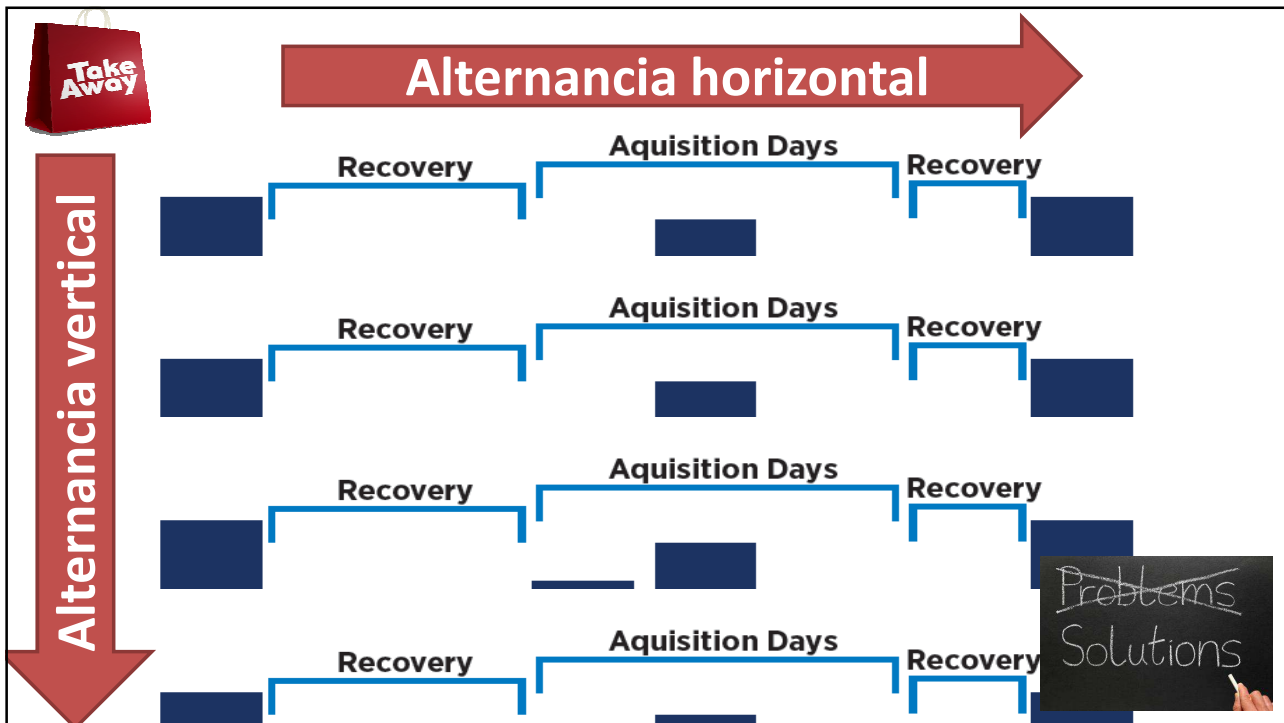 Take
Away
Alternancia horizontal
Alternancia vertical
Aquisition Days
Recovery
Recovery
Aquisition Days
Recovery
Recovery
Aquisition Days
Recovery
Recovery
Aquisition Days
Recovery
Recovery
Problems
Solutions